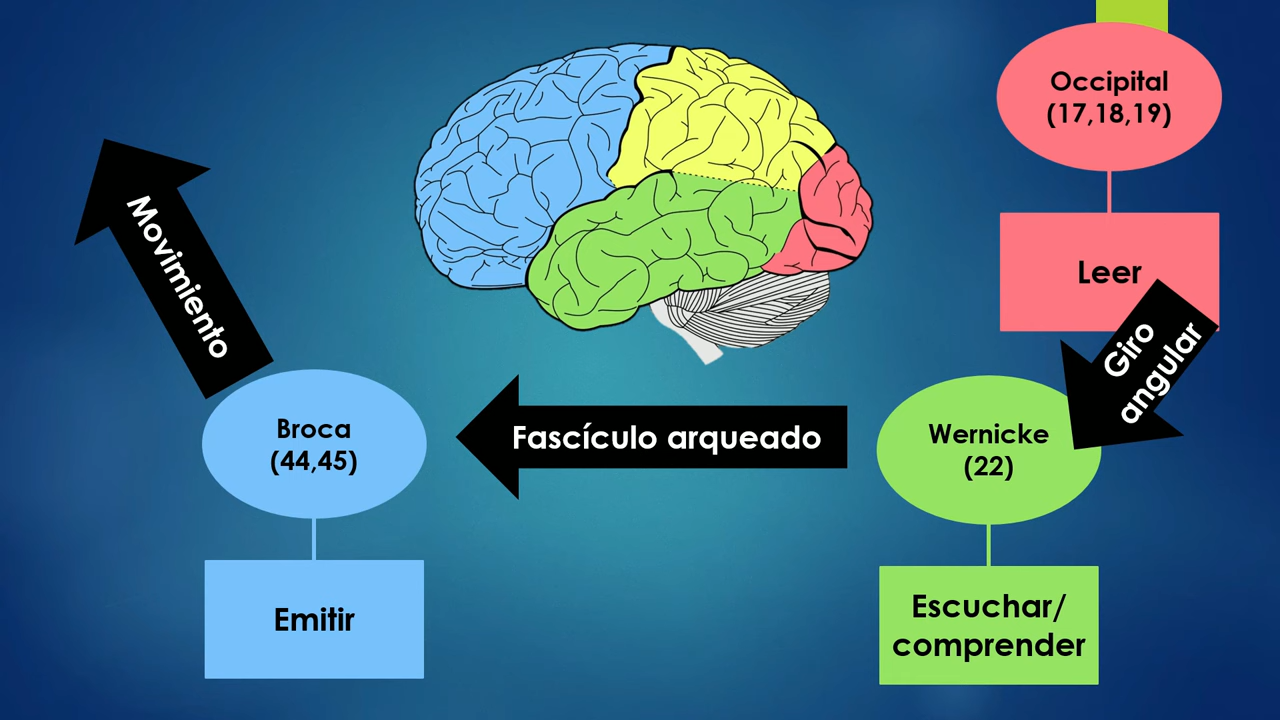 Occipital
(17,18,19)
Leer
Giro
angular
Movimiento
Fascículo arqueado
Broca
(44,45)
Wernicke
(22)
Emitir
Escuchar/
comprender